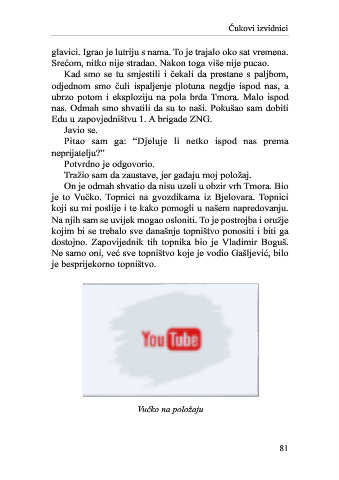 Čukovi izvidnici
glavici. Igrao je lutriju s nama. To je trajalo oko sat vremena.
Srećom, nitko nije stradao. Nakon toga više nije pucao.
Kad smo se tu smjestili i čekali da prestane s paljbom,
odjednom smo čuli ispaljenje plotuna negdje ispod nas, a
ubrzo potom i eksploziju na pola brda Tmora. Malo ispod
nas. Odmah smo shvatili da su to naši. Pokušao sam dobiti
Edu u zapovjedništvu 1. A brigade ZNG.
Javio se.
Pitao sam ga: “Djeluje li netko ispod nas prema
neprijatelju?”
Potvrdno je odgovorio.
Tražio sam da zaustave, jer gađaju moj položaj.
On je odmah shvatio da nisu uzeli u obzir vrh Tmora. Bio
je to Vučko. Topnici na gvozdikama iz Bjelovara. Topnici
koji su mi poslije i te kako pomogli u našem napredovanju.
Na njih sam se uvijek mogao osloniti. To je postrojba i oružje
kojim bi se trebalo sve današnje topništvo ponositi i biti ga
dostojno. Zapovijednik tih topnika bio je Vladimir Boguš.
Ne samo oni, već sve topništvo koje je vodio Gašljević, bilo
je besprijekorno topništvo.
YouTube
Vučko na položaju
81